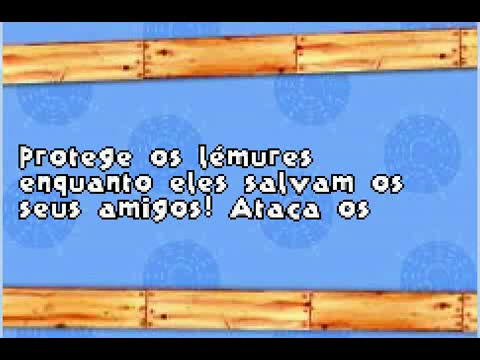 Protege os lémures
enquanto eles salvam os
seus amigos! Ataca os